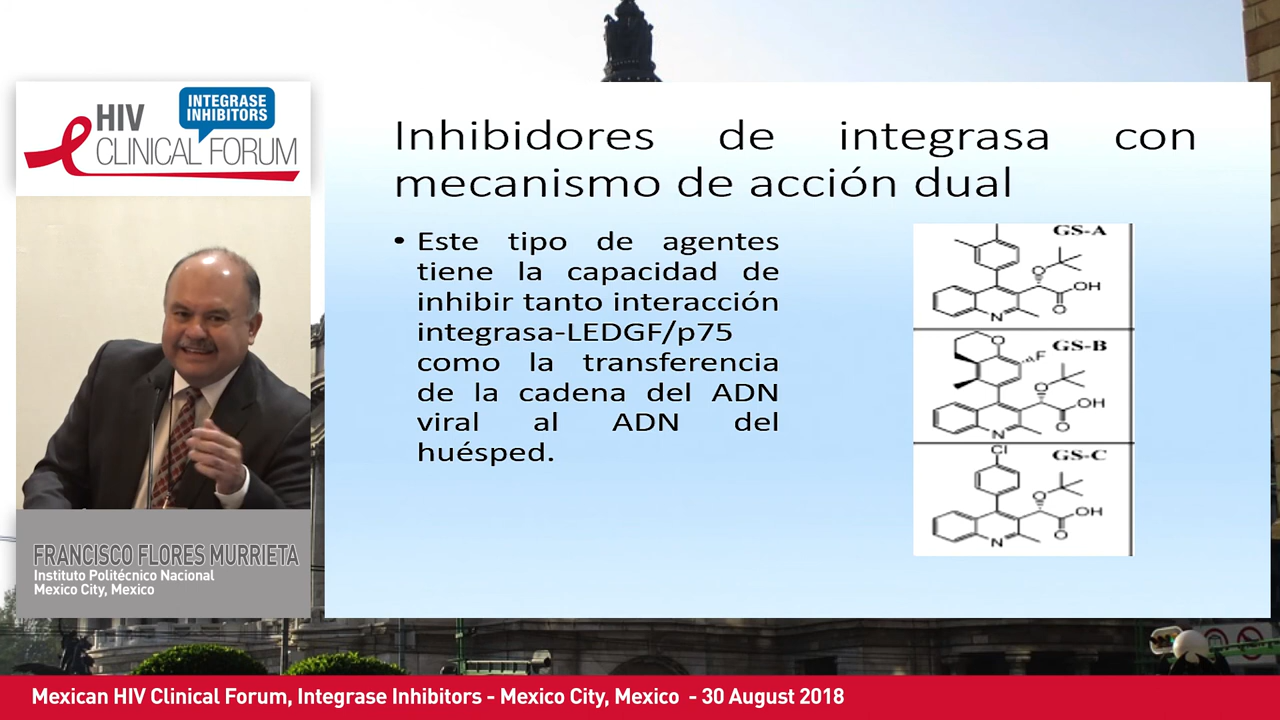 HIV
INTEGRASE
INHIBITORS
CLINICAL FORUM
FRANCISCO FLORES MURRIETA
Instituto Politécnico Nacional
Mexico City, Mexico
Inhibidores de integrasa con
mecanismo de acción dual
• Este tipo de agentes
tiene la capacidad de
inhibir tanto interacción
integrasa-LEDGF/p75
como la transferencia
de la cadena del ADN
viral al ADN del
huésped.
GS-A
O
OH
O
N
GS-B
O
F
O
OH
O
N
GS-C
Cl
O
OH
O
N
Mexican HIV Clinical Forum, Integrase Inhibitors - Mexico City, Mexico - 30 August 2018